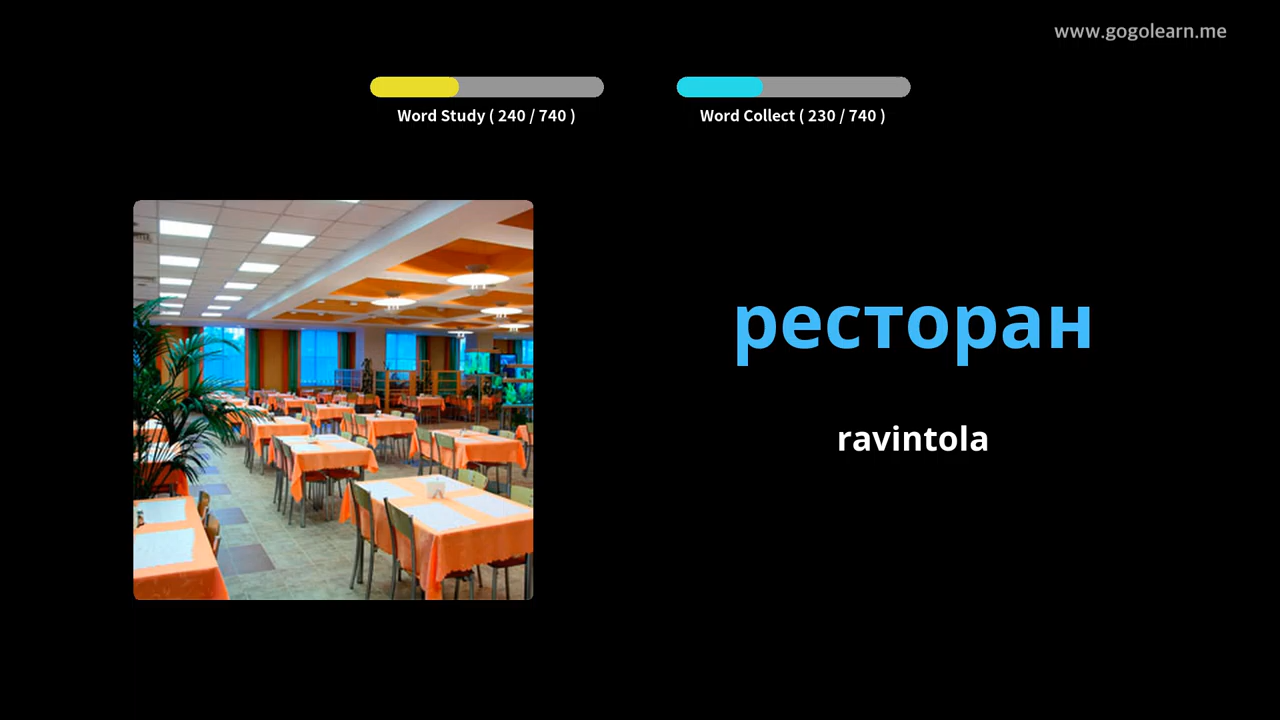 www.gogolearn.me
Word Study ( 240 / 740 )
Word Collect ( 230 / 740 )
ресторан
ravintola